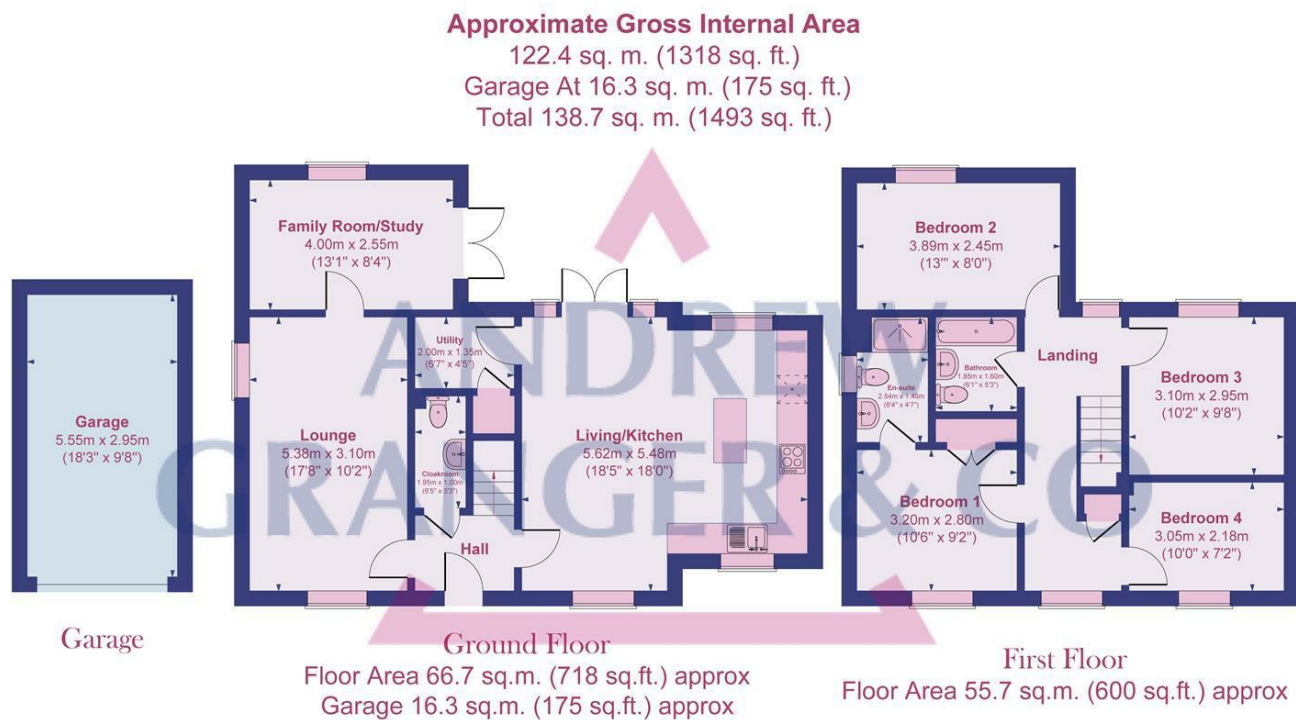 Approximate Gross Internal Area
122.4 sq. m. (1318 sq. ft.)
Garage At 16.3 sq. m. (175 sq. ft.)
Total 138.7 sq. m. (1493 sq. ft.)
Family Room/Study
4.00m x 2.55m
(13'1" x 8'4")
Garage
5.55m x 2.95m
(18'3" x 9'8")
Lounge
5.38m x 3.10m
(17'8" x 10'2")
Utility
2.00m x 1.35m
(6'7" x 4'5")
Cloakroom
1.95m x 1.00m
(6'5" x 3'3")
Hall
Living/Kitchen
5.62m x 5.48m
(18'5" x 18'0")
Bedroom 2
3.89m x 2.45m
(13'" x 8'0")
En-suite
2.54m x 1.40m
(8'4" x 4'7")
Bathroom
1.85m x 1.60m
(6'1" x 5'3")
Landing
Bedroom 3
3.10m x 2.95m
(10'2" x 9'8")
Bedroom 1
3.20m x 2.80m
(10'6" x 9'2")
Bedroom 4
3.05m x 2.18m
(10'0" x 7'2")
ANDREW
GRANGER & CO
Garage
Ground Floor
Floor Area 66.7 sq.m. (718 sq.ft.) approx
Garage 16.3 sq.m. (175 sq.ft.) approx
First Floor
Floor Area 55.7 sq.m. (600 sq.ft.) approx